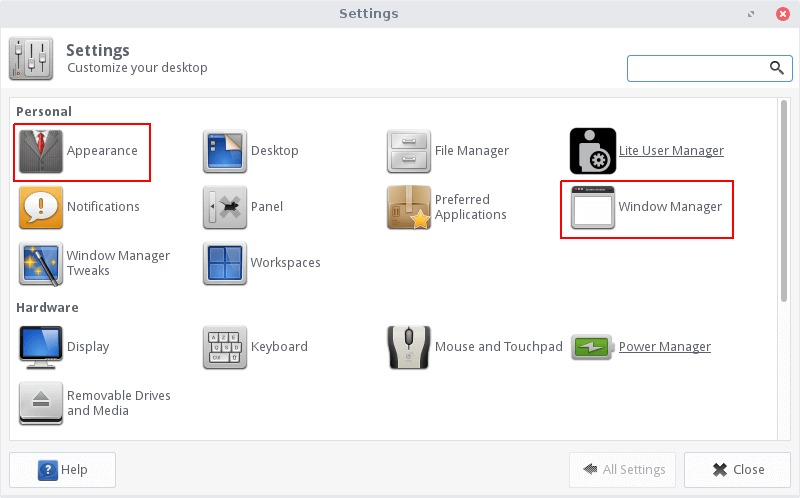 Settings
Settings
Customize your desktop
Personal
Appearance
Desktop
File Manager
Lite User Manager
Notifications
Panel
Preferred
Applications
Window Manager
Window Manager
Tweaks
Workspaces
Hardware
Display
Keyboard
Mouse and Touchpad
Power Manager
Removable Drives
and Media
Help
All Settings
Close